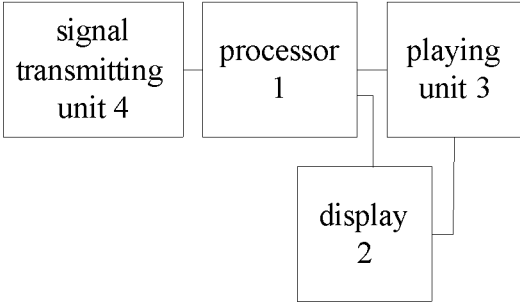 signal
transmitting
unit 4
processor
1
playing
unit 3
display
2